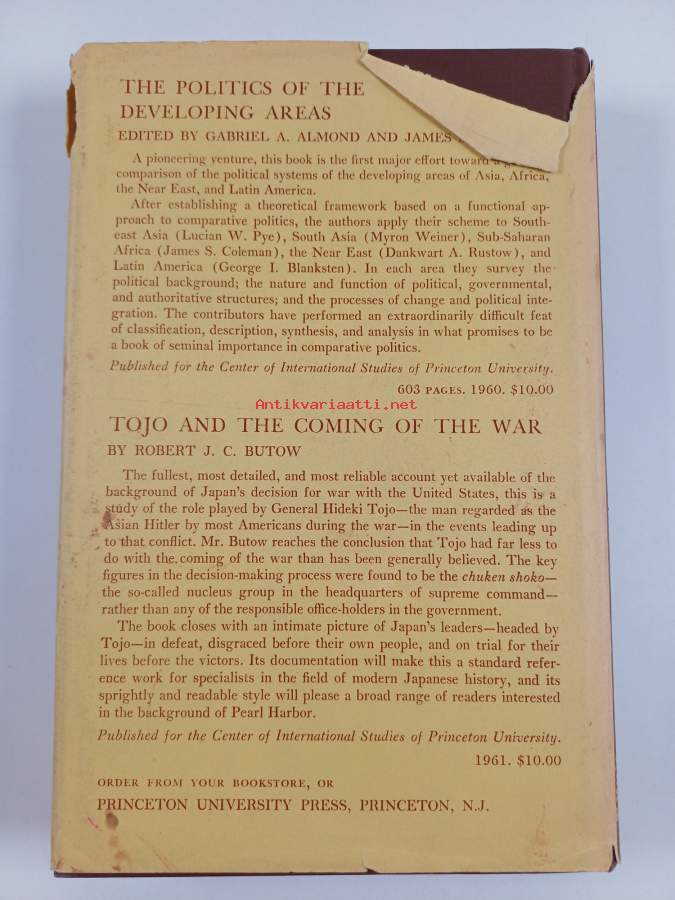 THE POLITICS OF THE
DEVELOPING AREAS
EDITED BY GABRIEL A. ALMOND AND JAMES
A pioneering venture, this book is the first major effort toward a
comparison of the political systems of the developing areas of Asia, Africa,
the Near East, and Latin America.
After establishing a theoretical framework based on a functional ap-
proach to comparative politics, the authors apply their scheme to South-
east Asia (Lucian W. Pye), South Asia (Myron Weiner), Sub-Saharan
Africa (James S. Coleman), the Near East (Dankwart A. Rustow), and
Latin America (George I. Blanksten). In each area they survey the
political background; the nature and function of political, governmental,
and authoritative structures; and the processes of change and political inte-
gration. The contributors have performed an extraordinarily difficult feat
of classification, description, synthesis, and analysis in what promises to be
a book of seminal importance in comparative politics.
Published for the Center of International Studies of Princeton University.
603 PAGES. 1960. $10.00
Antikvariaatti.net
TOJO AND THE COMING OF THE WAR
BY ROBERT J. C. BUTOW
The fullest, most detailed, and most reliable account yet available of the
background of Japan's decision for war with the United States, this is a
study of the role played by General Hideki Tojo—the man regarded as the
Asian Hitler by most Americans during the war—in the events leading up
to that conflict. Mr. Butow reaches the conclusion that Tojo had far less to
do with the coming of the war than has been generally believed. The key
figures in the decision-making process were found to be the chuken shoko—
the so-called nucleus group in the headquarters of supreme command—
rather than any of the responsible office-holders in the government.
The book closes with an intimate picture of Japan's leaders—headed by
Tojo—in defeat, disgraced before their own people, and on trial for their
lives before the victors. Its documentation will make this a standard refer-
ence work for specialists in the field of modern Japanese history, and its
sprightly and readable style will please a broad range of readers interested
in the background of Pearl Harbor.
Published for the Center of International Studies of Princeton University.
1961. $10.00
ORDER FROM YOUR BOOKSTORE, OR
PRINCETON UNIVERSITY PRESS, PRINCETON, N.J.